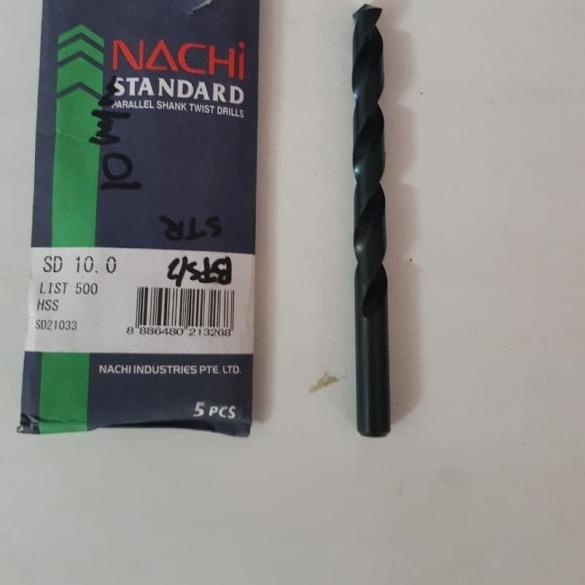 NACHi
STANDARD
PARALLEL SHANK TWIST DRILLS
10 mm
STR
SD 10.0
LIST 500
HSS
SD21033
8 886480 213268
NACHI INDUSTRIES PTE. LTD.
5 PCS